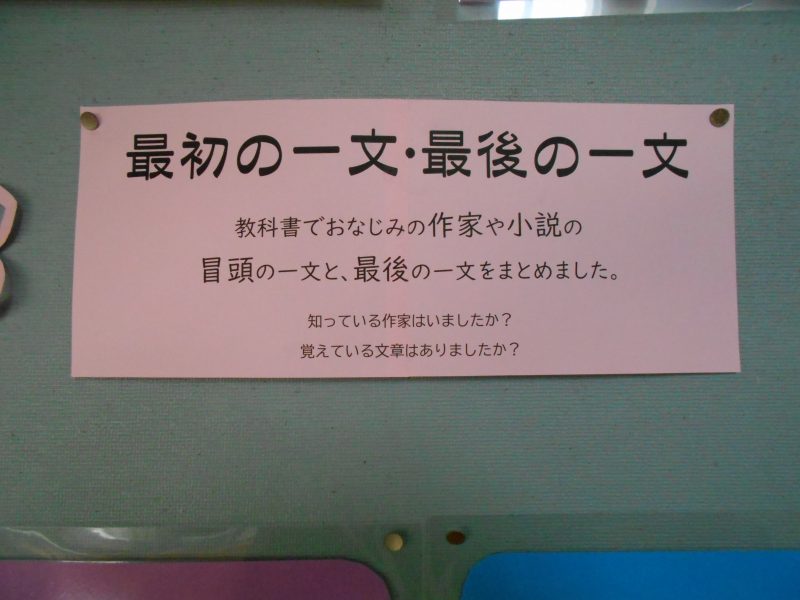 最初の一文・最後の一文
教科書でおなじみの作家や小説の
冒頭の一文と、最後の一文をまとめました。
知っている作家はいましたか？
覚えている文章はありましたか？